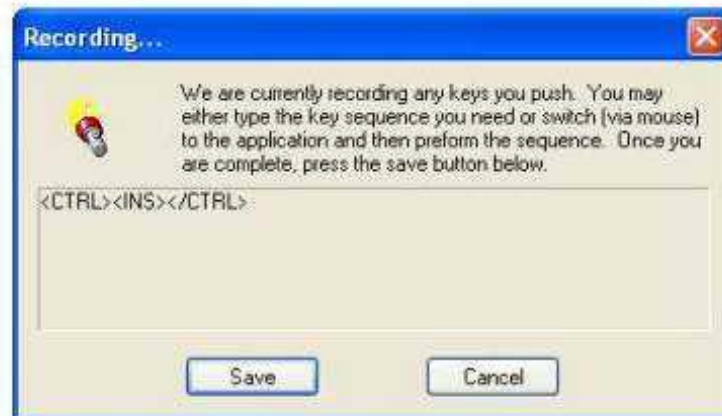 Recording...
We are currently recording any keys you push. You may
either type the key sequence you need or switch (via mouse)
to the application and then preform the sequence. Once you
are complete, press the save button below.
<CTRL><INS></CTRL>
Save
Cancel